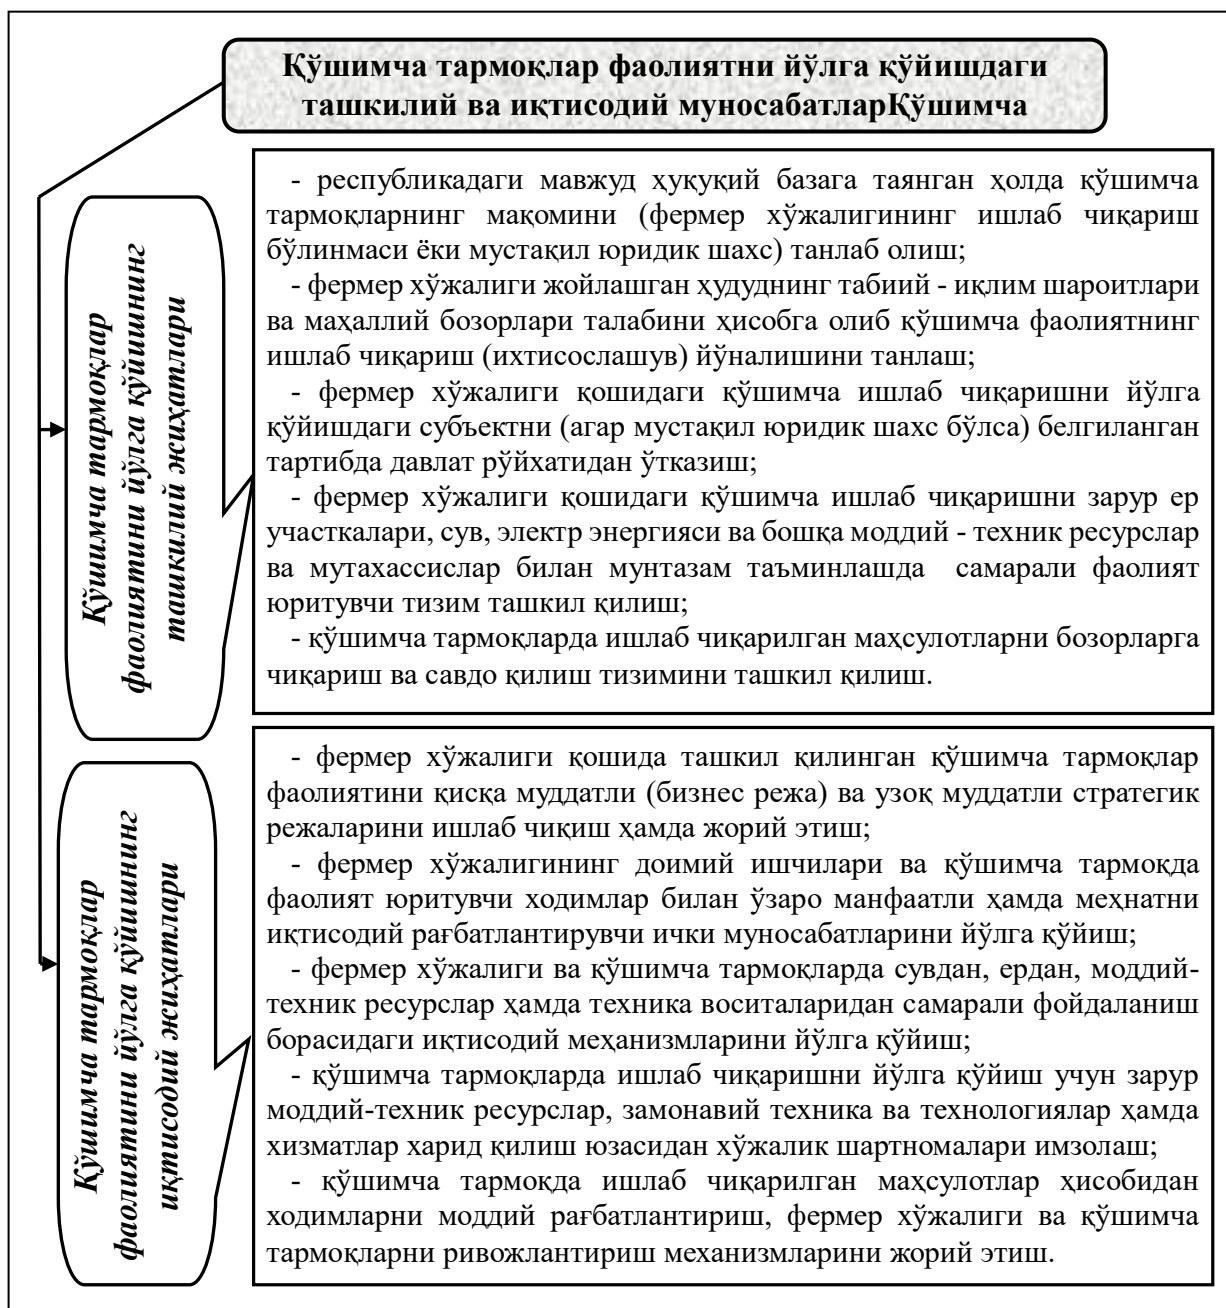 Қўшимча тармоқлар фаолиятни йўлга қўйишдаги
ташкилий ва иқтисодий муносабатларҚўшимча
Қўшимча тармоқлар
фаолиятини йўлга қўйишнинг
ташкилий жиҳатлари
- республикадаги мавжуд ҳуқуқий базага таянган ҳолда қўшимча
тармоқларнинг мақомини (фермер хўжалигининг ишлаб чиқариш
бўлинмаси ёки мустақил юридик шахс) танлаб олиш;
- фермер хўжалиги жойлашган ҳудуднинг табиий - иқлим шароитлари
ва маҳаллий бозорлари талабини ҳисобга олиб қўшимча фаолиятнинг
ишлаб чиқариш (ихтисослашув) йўналишини танлаш;
- фермер хўжалиги қошидаги қўшимча ишлаб чиқаришни йўлга
қўйишдаги субъектни (агар мустақил юридик шахс бўлса) белгиланган
тартибда давлат рўйхатидан ўтказиш;
- фермер хўжалиги қошидаги қўшимча ишлаб чиқаришни зарур ер
участкалари, сув, электр энергияси ва бошқа моддий - техник ресурслар
ва мутахассислар билан мунтазам таъминлашда самарали фаолият
юритувчи тизим ташкил қилиш;
- қўшимча тармоқларда ишлаб чиқарилган маҳсулотларни бозорларга
чиқариш ва савдо қилиш тизимини ташкил қилиш.
Қўшимча тармоқлар
фаолиятини йўлга қўйишнинг
иқтисодий жиҳатлари
- фермер хўжалиги қошида ташкил қилинган қўшимча тармоқлар
фаолиятини қисқа муддатли (бизнес режа) ва узоқ муддатли стратегик
режаларини ишлаб чиқиш ҳамда жорий этиш;
- фермер хўжалигининг доимий ишчилари ва қўшимча тармоқда
фаолият юритувчи ходимлар билан ўзаро манфаатли ҳамда меҳнатни
иқтисодий рағбатлантирувчи ички муносабатларини йўлга қўйиш;
- фермер хўжалиги ва қўшимча тармоқларда сувдан, ердан, моддий-
техник ресурслар ҳамда техника воситаларидан самарали фойдаланиш
борасидаги иқтисодий меҳанизмларини йўлга қўйиш;
- қўшимча тармоқларда ишлаб чиқаришни йўлга қўйиш учун зарур
моддий-техник ресурслар, замонавий техника ва технологиялар ҳамда
хизматлар харид қилиш юзасидан хўжалик шартномалари имзолаш;
- қўшимча тармоқда ишлаб чиқарилган маҳсулотлар ҳисобидан
ходимларни моддий рағбатлантириш, фермер хўжалиги ва қўшимча
тармоқларни ривожлантириш механизмларини жорий этиш.